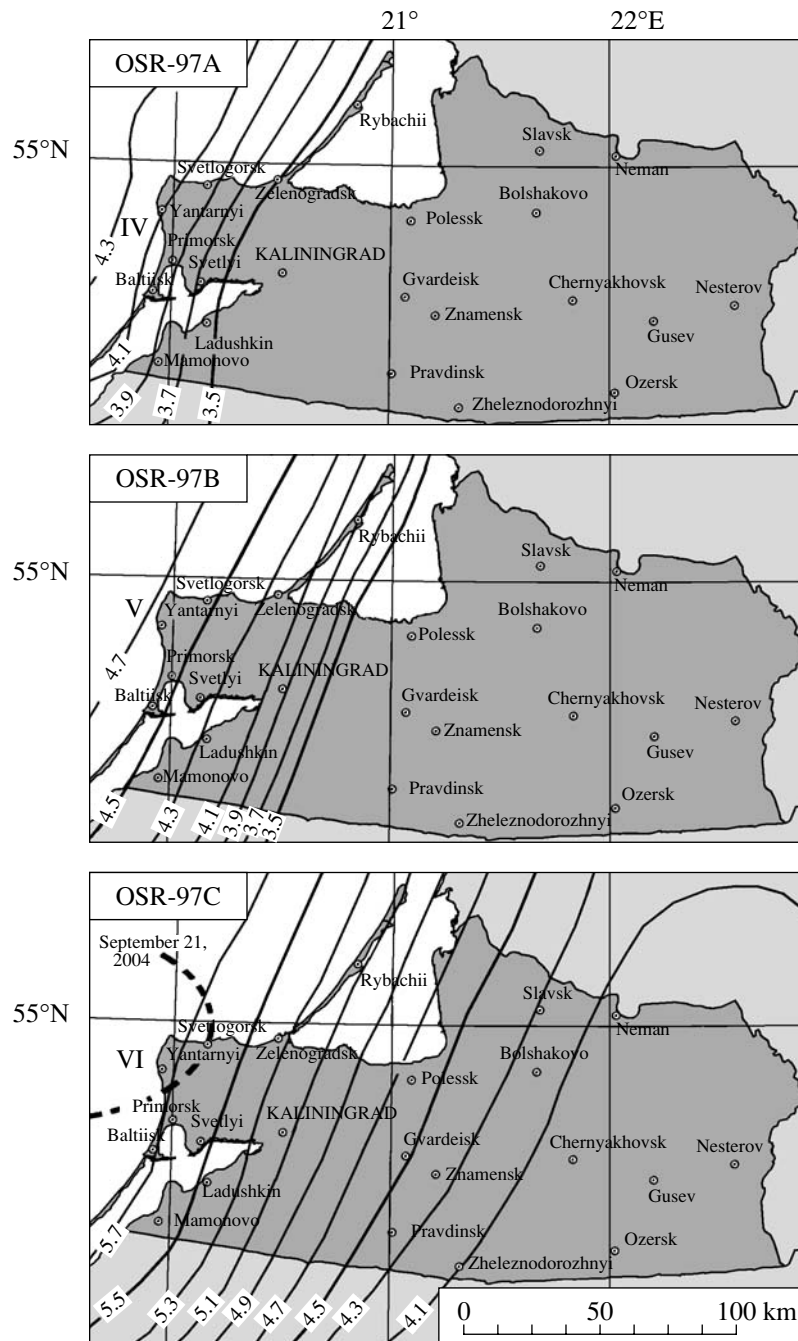 21°
22°E
OSR-97A
55°N
Rybachii
Slavsk
Neman
Svetlogorsk
Zelenogradsk
Bolshakovo
Yantarnyi
Polessk
IV
4.3
Primorsk
Svetlyi
KALININGRAD
Baltiisk
Gvardeisk
Chernyakhovsk
Nesterov
Znamensk
Gusev
Ladushkin
Mamonovo
Pravdinsk
Ozersk
Zheleznodorozhnyi
4.1
3.9
3.7
3.5
OSR-97B
55°N
Rybachii
Slavsk
Neman
Svetlogorsk
Zelenogradsk
Bolshakovo
V
Yantarnyi
Polessk
4.7
Primorsk
Svetlyi
KALININGRAD
Baltiisk
Gvardeisk
Chernyakhovsk
Nesterov
Znamensk
Gusev
Ladushkin
Mamonovo
Pravdinsk
Ozersk
Zheleznodorozhnyi
4.5
4.3
4.1
3.9
3.7
3.5
OSR-97C
September 21,
2004
55°N
Rybachii
Slavsk
Neman
Svetlogorsk
Zelenogradsk
Bolshakovo
VI
Yantarnyi
Polessk
Primorsk
Svetlyi
KALININGRAD
Baltiisk
Gvardeisk
Chernyakhovsk
Nesterov
Znamensk
Gusev
Ladushkin
Mamonovo
Pravdinsk
Ozersk
Zheleznodorozhnyi
5.7
5.5
5.3
5.1
4.9
4.7
4.5
4.3
4.1
0
50
100 km